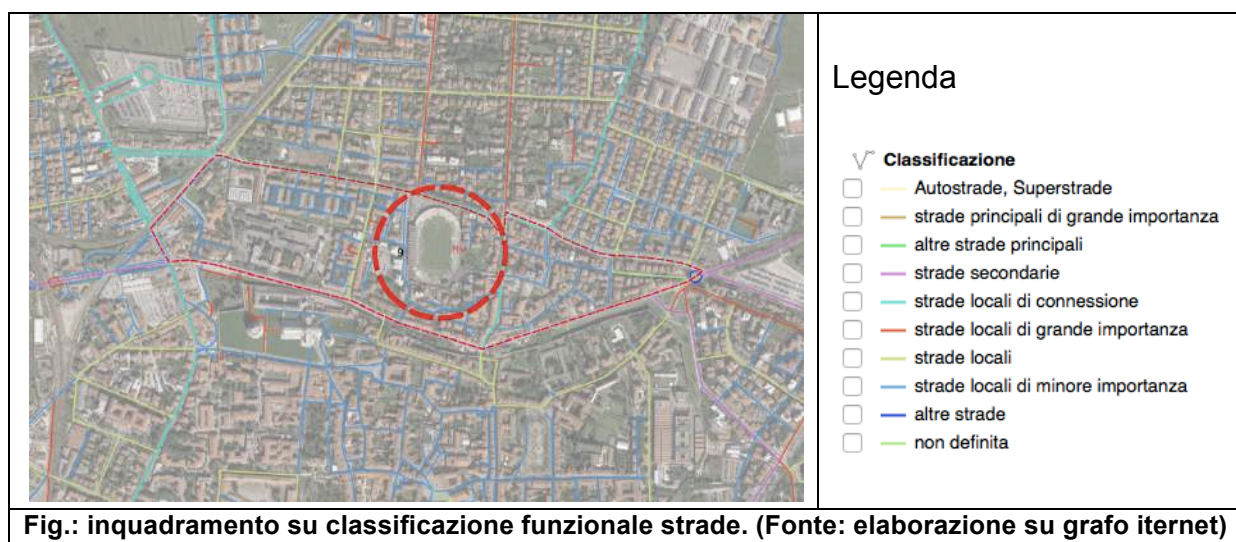 9
Legenda
Classificazione
Autostrade, Superstrade
strade principali di grande importanza
altre strade principali
strade secondarie
strade locali di connessione
strade locali di grande importanza
strade locali
strade locali di minore importanza
altre strade
non definita
Fig.: inquadramento su classificazione funzionale strade. (Fonte: elaborazione su grafo iternet)